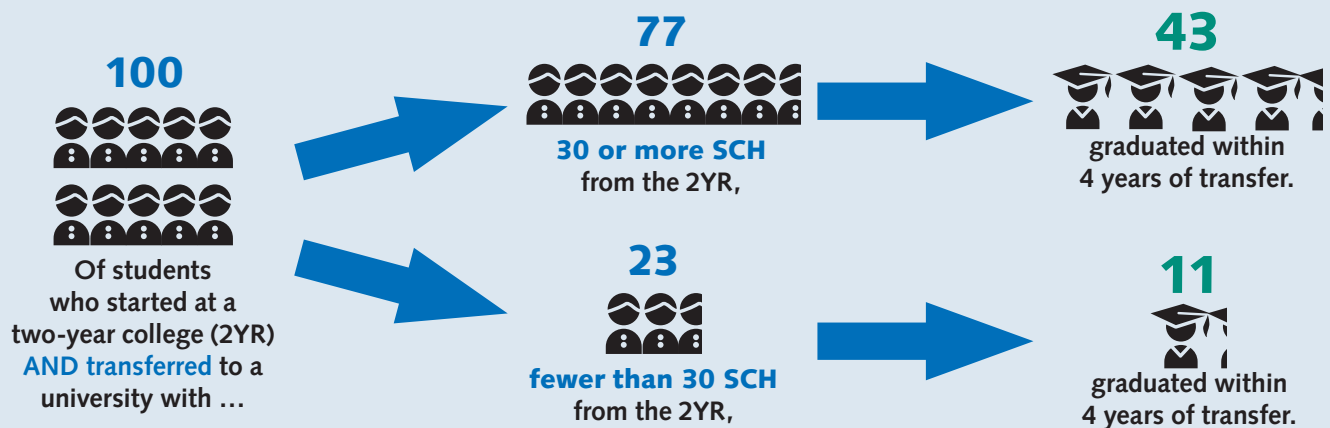 100
Of students
who started at a
two-year college (2YR)
AND transferred to a
university with …
77
30 or more SCH
from the 2YR,
43
graduated within
4 years of transfer.
23
fewer than 30 SCH
from the 2YR,
11
graduated within
4 years of transfer.